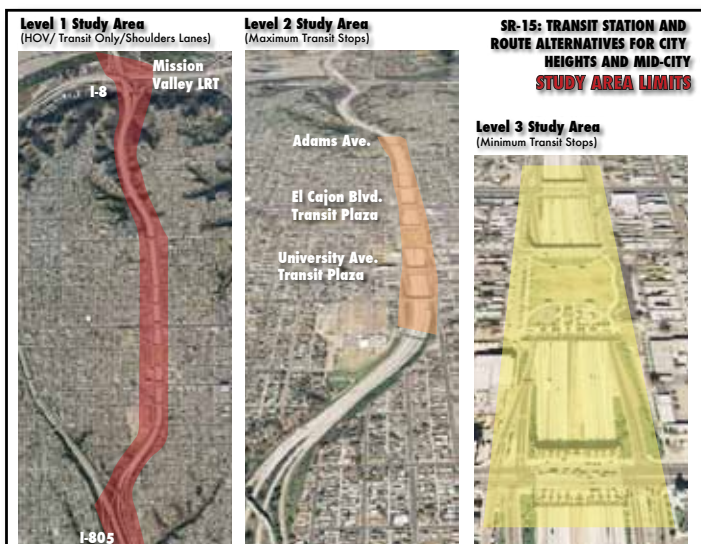 Level 1 Study Area
(HOV/ Transit Only/Shoulders Lanes)
Mission
Valley LRT
I-8
I-805
Level 2 Study Area
(Maximum Transit Stops)
Adams Ave.
El Cajon Blvd.
Transit Plaza
University Ave.
Transit Plaza
SR-15: TRANSIT STATION AND
ROUTE ALTERNATIVES FOR CITY
HEIGHTS AND MID-CITY
STUDY AREA LIMITS
Level 3 Study Area
(Minimum Transit Stops)